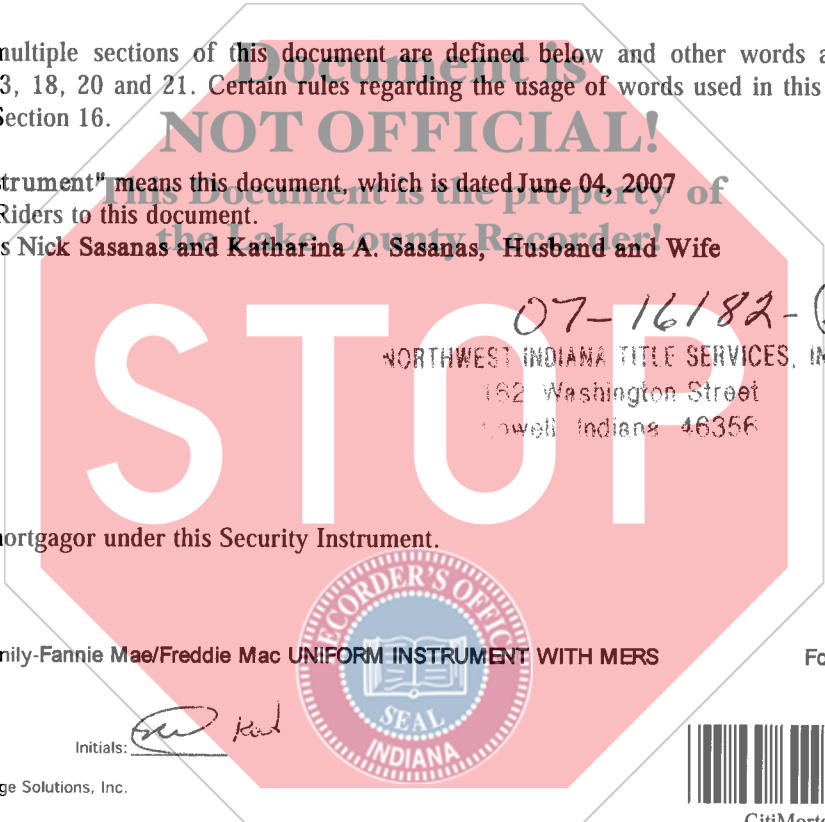 multiple sections of this document are defined below and other words a
3, 18, 20 and 21. Certain rules regarding the usage of words used in this
Section 16.
Document is
NOT OFFICIAL!
This Document is the property of
the Lake County Recorder!
trument" means this document, which is dated June 04, 2007
Riders to this document.
s Nick Sasanas and Katharina A. Sasanas, Husband and Wife
07-16182-
NORTHWEST INDIANA TITLE SERVICES, IN
162 Washington Street
Lowell Indiana 46356
STOP
ortgagor under this Security Instrument.
RECORDER'S OFFIC
SEAL
INDIANA
nily-Fannie Mae/Freddie Mac UNIFORM INSTRUMENT WITH MERS
Fo
Initials:
ge Solutions, Inc.
CitiMort